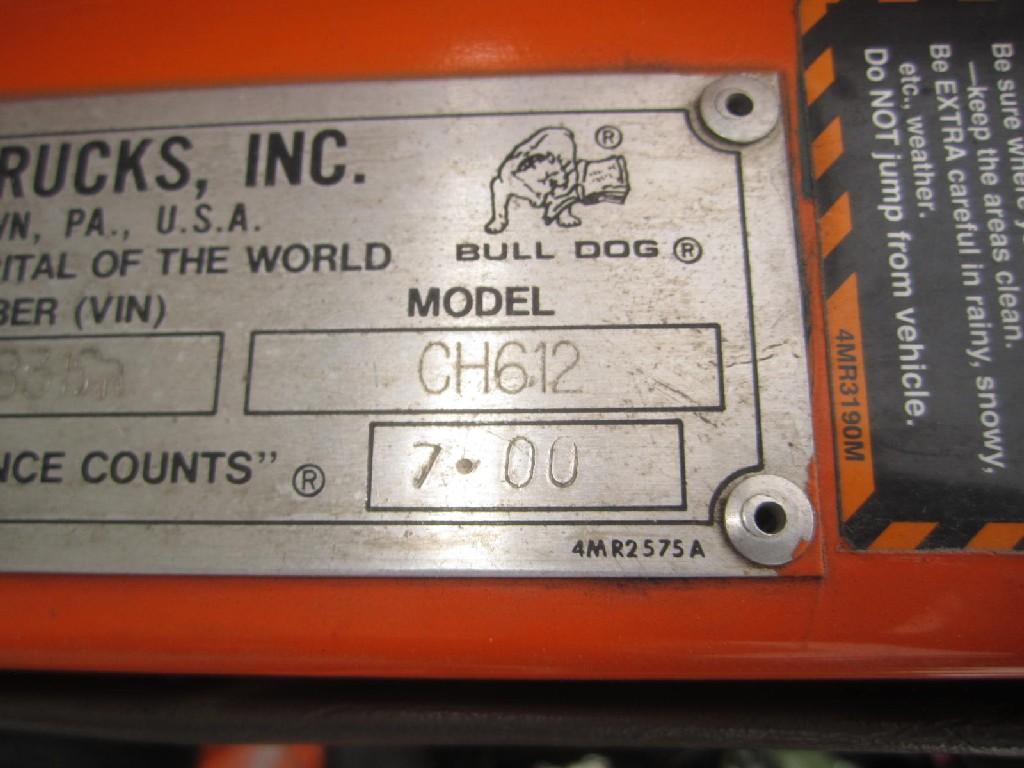 RUCKS, INC. ®
WN, PA., U.S.A.
PITAL OF THE WORLD
BULL DOG ®
BER (VIN)
MODEL
CH612
NCE COUNTS” ®
7·00
4MR2575A
Be sure where y
—keep the areas clean.
Be EXTRA careful in rainy, snowy,
etc., weather.
Do NOT jump from vehicle.
4MR3190M